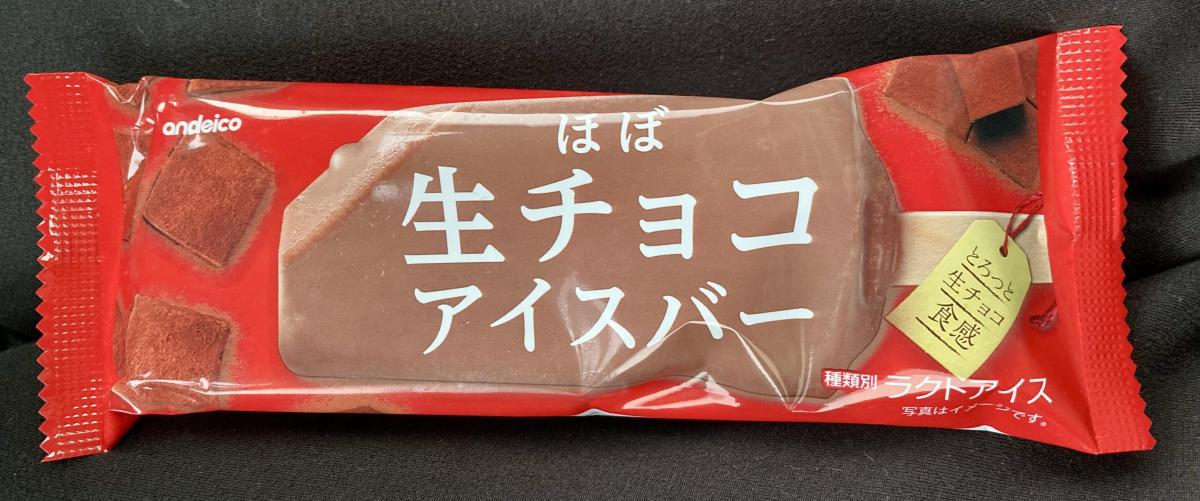 andeico
ほぼ
生チョコ
アイスバー
とろっと
生チョコ
食感
種類別 ラクトアイス
写真はイメージです。